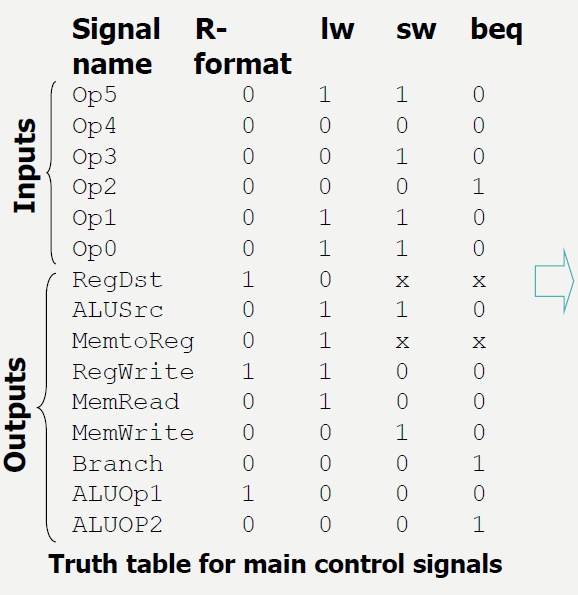 Signal name R-format lw sw beq
Inputs
Op5 0 1 1 0
Op4 0 0 0 0
Op3 0 0 1 0
Op2 0 0 0 1
Op1 0 1 1 0
Op0 0 1 1 0
Outputs
RegDst 1 0 x x
ALUSrc 0 1 1 0
MemtoReg 0 1 x x
RegWrite 1 1 0 0
MemRead 0 1 0 0
MemWrite 0 0 1 0
Branch 0 0 0 1
ALUOp1 1 0 0 0
ALUOP2 0 0 0 1
Truth table for main control signals